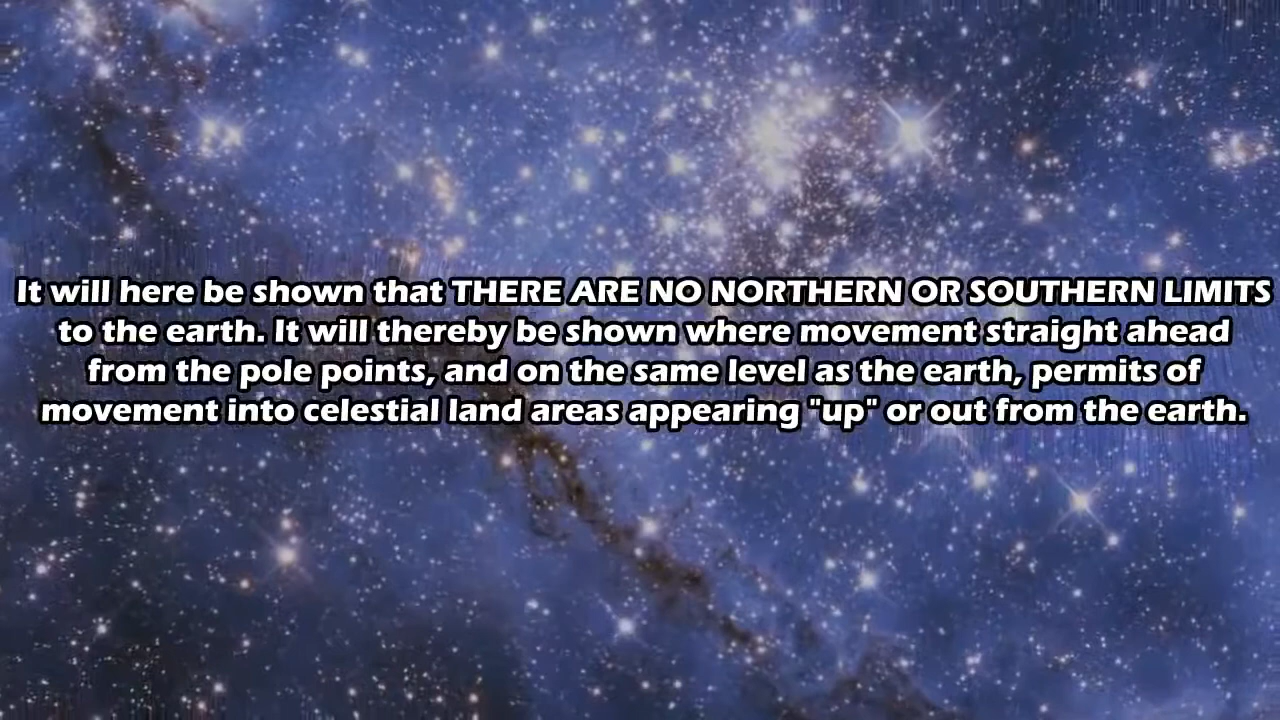 It will here be shown that THERE ARE NO NORTHERN OR SOUTHERN LIMITS
to the earth. It will thereby be shown where movement straight ahead
from the pole points, and on the same level as the earth, permits of
movement into celestial land areas appearing "up" or out from the earth.